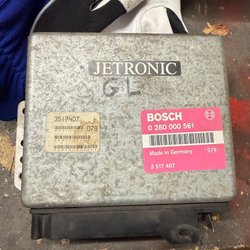 JETRONIC
GL
3517407
078
BOSCH
0 280 000 561
Made in Germany
078
3 517 407